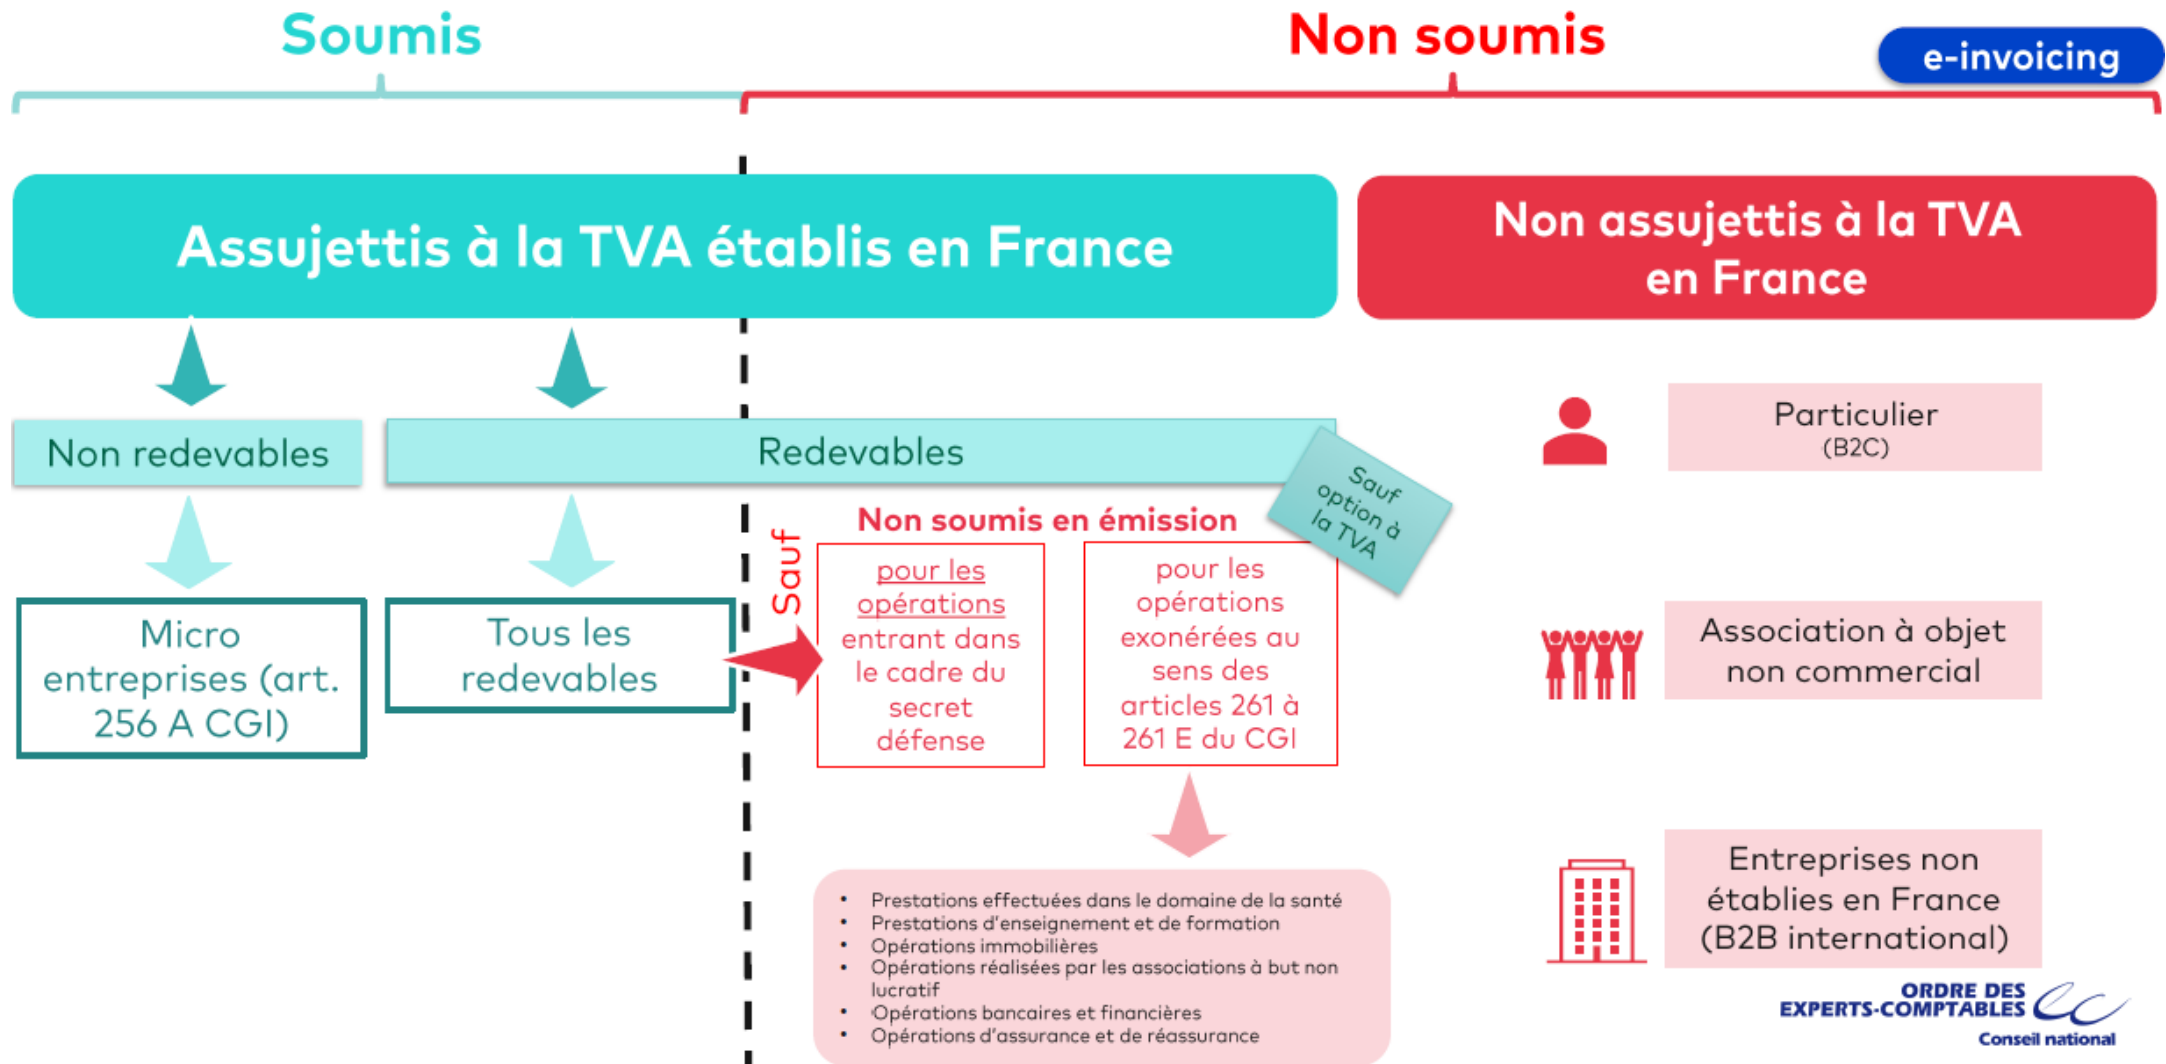 Soumis
Non soumis
e-invoicing
Assujettis à la TVA établis en France
Non assujettis à la TVA
en France
Non redevables
Redevables
Sauf
option à
la TVA
Particulier
(B2C)
Micro
entreprises (art.
256 A CGI)
Tous les
redevables
Sauf
Non soumis en émission
pour les
opérations
entrant dans
le cadre du
secret
défense
pour les
opérations
exonérées au
sens des
articles 261 à
261 E du CGI
Association à objet
non commercial
• Prestations effectuées dans le domaine de la santé
• Prestations d'enseignement et de formation
• Opérations immobilières
• Opérations réalisées par les associations à but non
lucratif
• Opérations bancaires et financières
• Opérations d'assurance et de réassurance
Entreprises non
établies en France
(B2B international)
ORDRE DES
EXPERTS-COMPTABLES
Conseil national